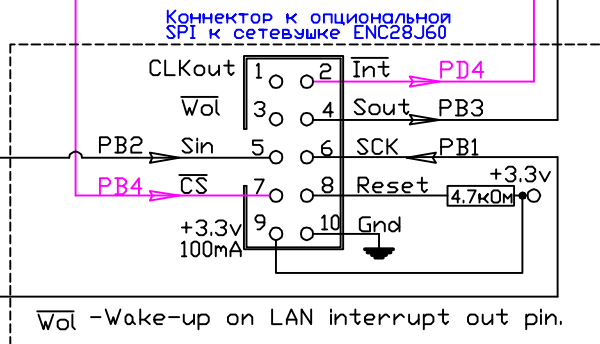 Коннектор к опциональной
SPI к сетевушке ENC28J60
CLKout 1 2 Int PD4
Wol 3 4 Sout PB3
PB2 Sin 5 6 SCK PB1
+3.3v
PB4 CS 7 8 Reset 4.7кОм
+3.3v 9 10 Gnd
100mA
Wol -Wake-up on LAN interrupt out pin.